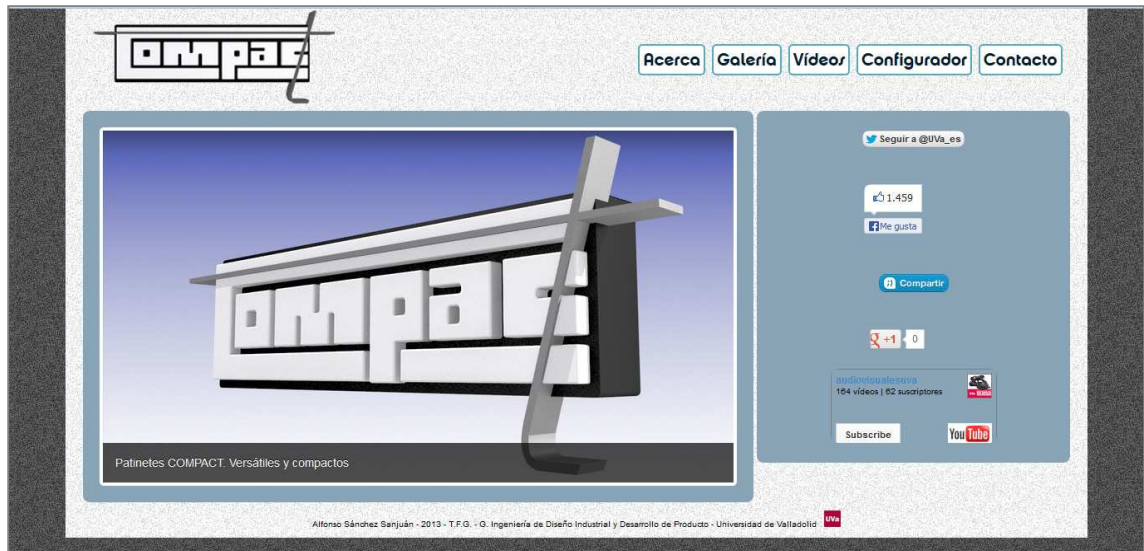 Compact
Acerca
Galería
Vídeos
Configurador
Contacto
Compact
Patinetes COMPACT. Versátiles y compactos
Seguir a @UVa_es
1.459
Me gusta
Compartir
g +1 0
audiovisualesuva
164 vídeos | 62 suscriptores
Subscribe
YouTube
Alfonso Sánchez Sanjuán - 2013 - T.F.G. - G. Ingeniería de Diseño Industrial y Desarrollo de Producto - Universidad de Valladolid
UVa